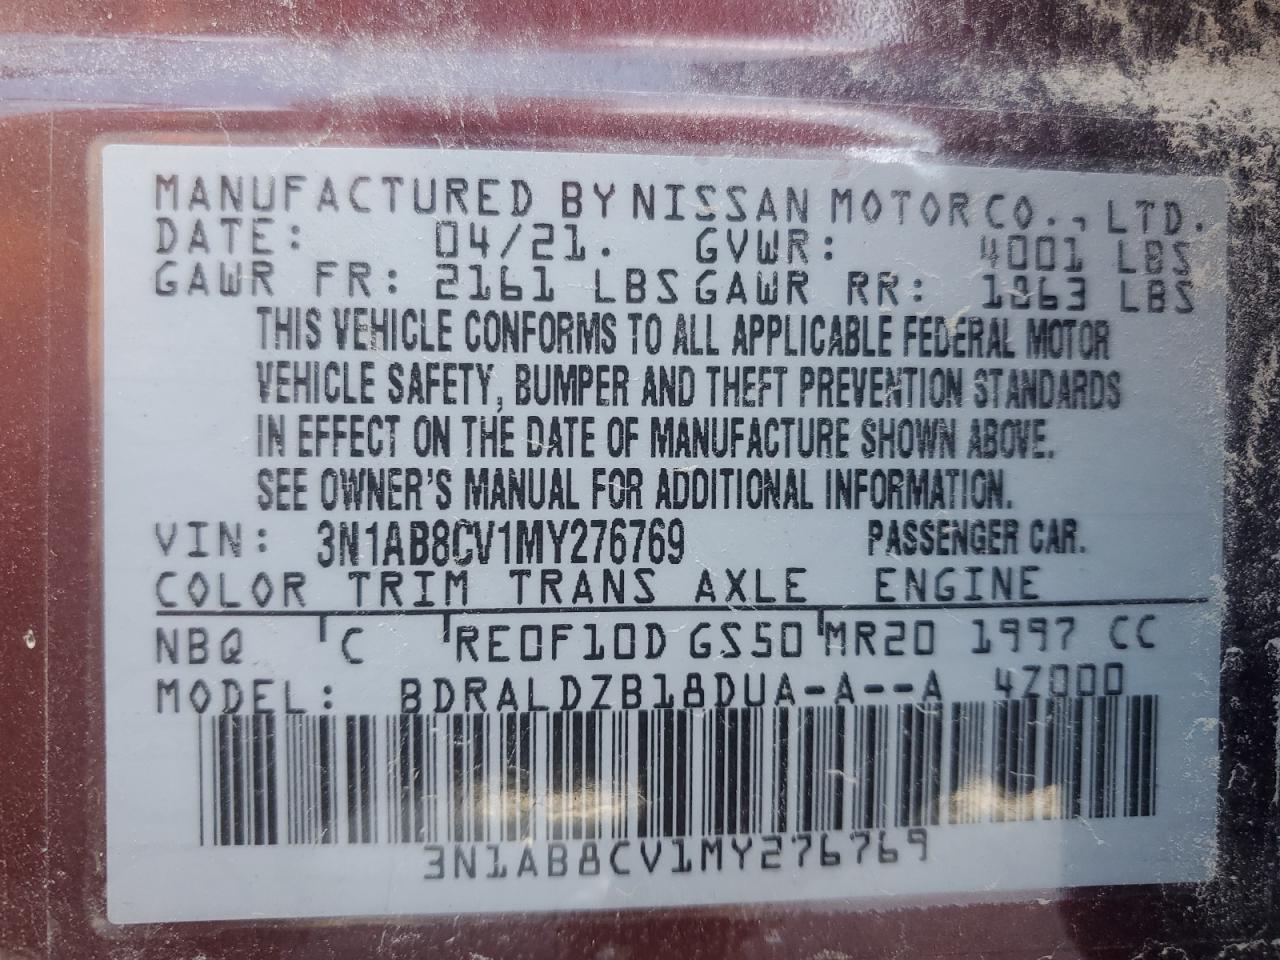 MANUFACTURED BY NISSAN MOTOR CO., LTD.
DATE: 04/21. GVWR: 4001 LBS
GAWR FR: 2161 LBS GAWR RR: 1863 LBS
THIS VEHICLE CONFORMS TO ALL APPLICABLE FEDERAL MOTOR
VEHICLE SAFETY, BUMPER AND THEFT PREVENTION STANDARDS
IN EFFECT ON THE DATE OF MANUFACTURE SHOWN ABOVE.
SEE OWNER'S MANUAL FOR ADDITIONAL INFORMATION.
VIN: 3N1AB8CV1MY276769 PASSENGER CAR.
COLOR TRIM TRANS AXLE ENGINE
NBQ C RE0F10D GS50 MR20 1997 CC
MODEL: BDRALDZB18DUA-A--A 4Z000
3N1AB8CV1MY276769